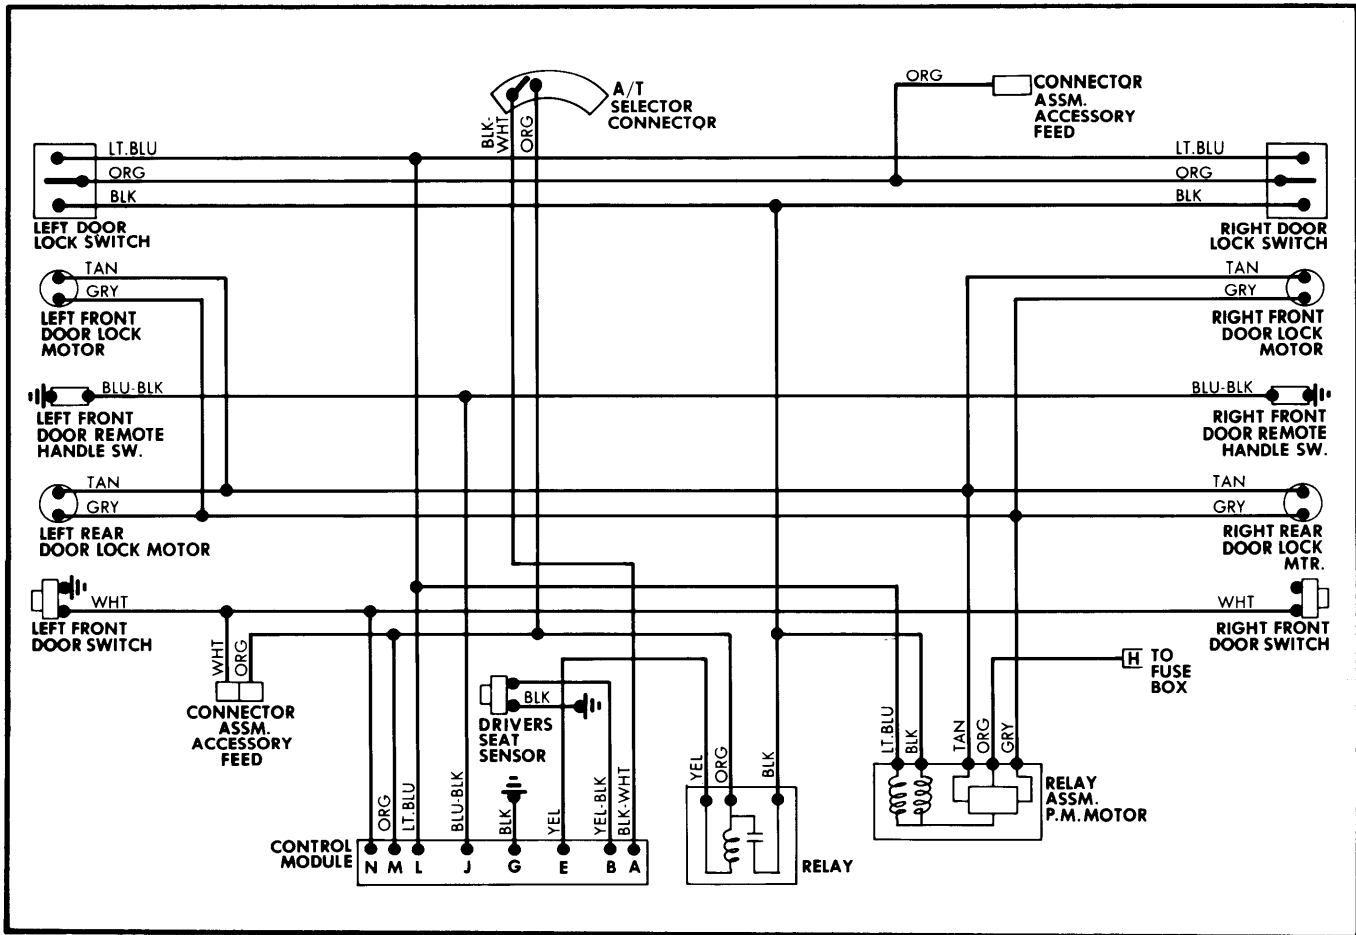 ORG
CONNECTOR
ASSM.
ACCESSORY
FEED
A/T
SELECTOR
CONNECTOR
BLK-
WHT
ORG
LT.BLU
ORG
BLK
LEFT DOOR
LOCK SWITCH
LT.BLU
ORG
BLK
RIGHT DOOR
LOCK SWITCH
TAN
GRY
LEFT FRONT
DOOR LOCK
MOTOR
TAN
GRY
RIGHT FRONT
DOOR LOCK
MOTOR
BLU-BLK
LEFT FRONT
DOOR REMOTE
HANDLE SW.
BLU-BLK
RIGHT FRONT
DOOR REMOTE
HANDLE SW.
TAN
GRY
LEFT REAR
DOOR LOCK MOTOR
TAN
GRY
RIGHT REAR
DOOR LOCK
MTR.
WHT
LEFT FRONT
DOOR SWITCH
WHT
RIGHT FRONT
DOOR SWITCH
WHT
ORG
CONNECTOR
ASSM.
ACCESSORY
FEED
H
TO
FUSE
BOX
BLK
DRIVERS
SEAT
SENSOR
ORG
LT.BLU
BLU-BLK
BLK
YEL
YEL-BLK
BLK-WHT
CONTROL
MODULE
N M L J G E B A
YEL
ORG
BLK
RELAY
LT.BLU
BLK
TAN
ORG
GRY
RELAY
ASSM.
P.M.MOTOR